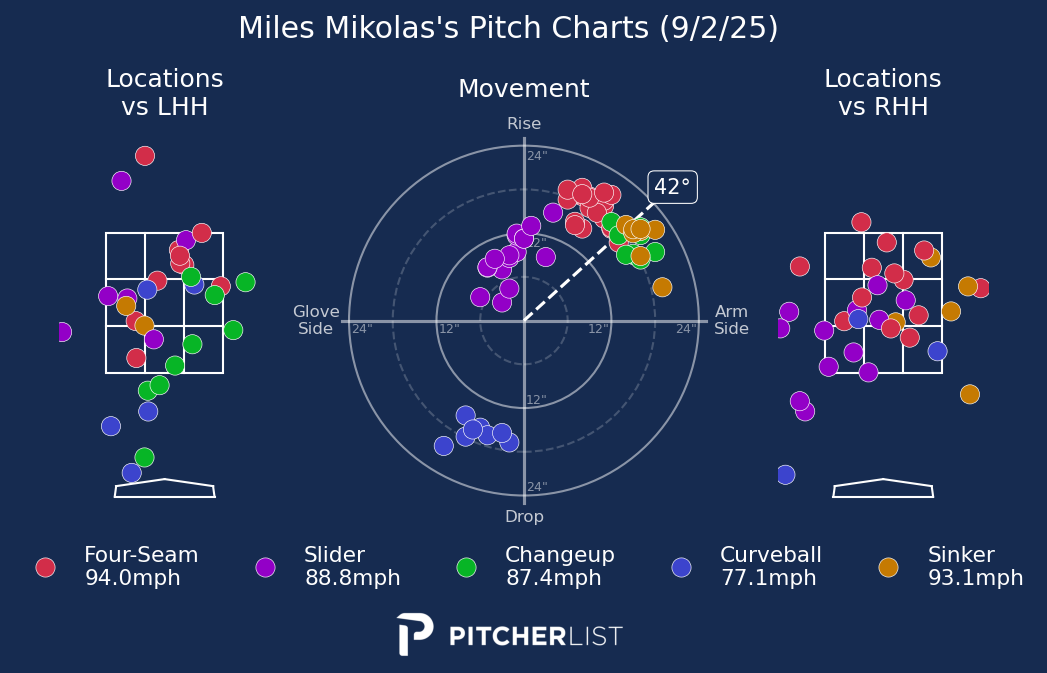 Miles Mikolas's Pitch Charts (9/2/25)
Locations
vs LHH
Movement
Locations
vs RHH
Rise
24"
42°
12"
Glove
Side
24"
12"
12"
24"
Arm
Side
12"
24"
Drop
Four-Seam
94.0mph
Slider
88.8mph
Changeup
87.4mph
Curveball
77.1mph
Sinker
93.1mph
PITCHERLIST